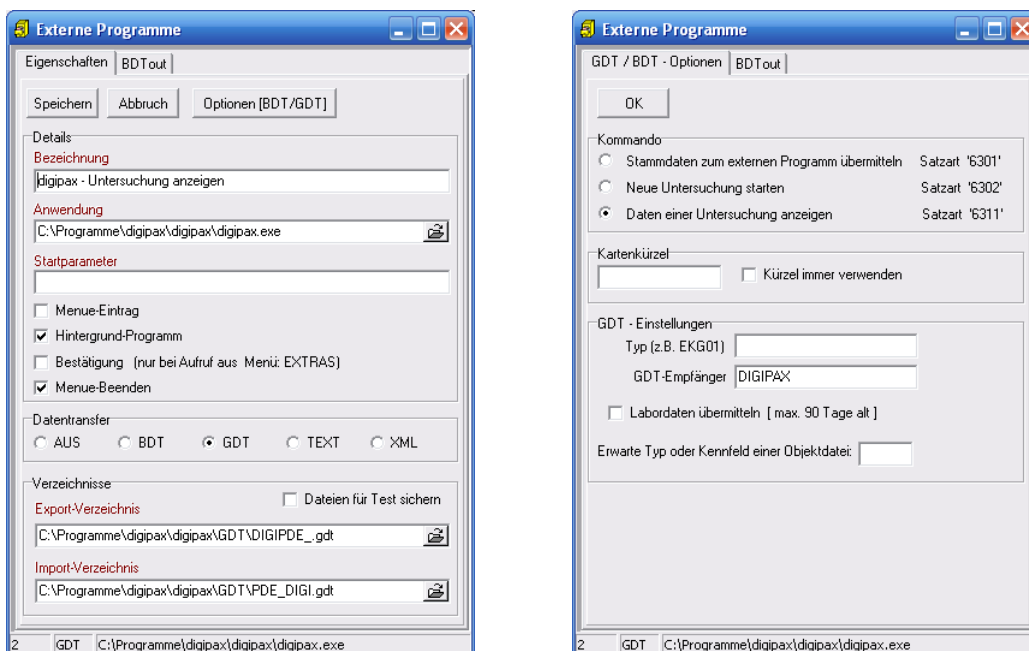 Externe Programme
Eigenschaften BDTout
Speichern Abbruch Optionen [BDT/GDT]
Details
Bezeichnung
digipax - Untersuchung anzeigen
Anwendung
C:\Programme\digipax\digipax\digipax.exe
Startparameter
Menue-Eintrag
Hintergrund-Programm
Bestätigung (nur bei Aufruf aus Menü: EXTRAS)
Menue-Beenden
Datentransfer
AUS BDT GDT TEXT XML
Verzeichnisse
Dateien für Test sichern
Export-Verzeichnis
C:\Programme\digipax\digipax\GDT\DIGIPDE_.gdt
Import-Verzeichnis
C:\Programme\digipax\digipax\GDT\PDE_DIGI.gdt
2 GDT C:\Programme\digipax\digipax\digipax.exe
Externe Programme
GDT / BDT - Optionen BDTout
OK
Kommando
Stammdaten zum externen Programm übermitteln Satzart '6301'
Neue Untersuchung starten Satzart '6302'
Daten einer Untersuchung anzeigen Satzart '6311'
Kartenkürzel
Kürzel immer verwenden
GDT - Einstellungen
Typ (z.B. EKG01)
GDT-Empfänger DIGIPAX
Labordaten übermitteln [ max. 90 Tage alt ]
Erwarte Typ oder Kennfeld einer Objektdatei:
2 GDT C:\Programme\digipax\digipax\digipax.exe